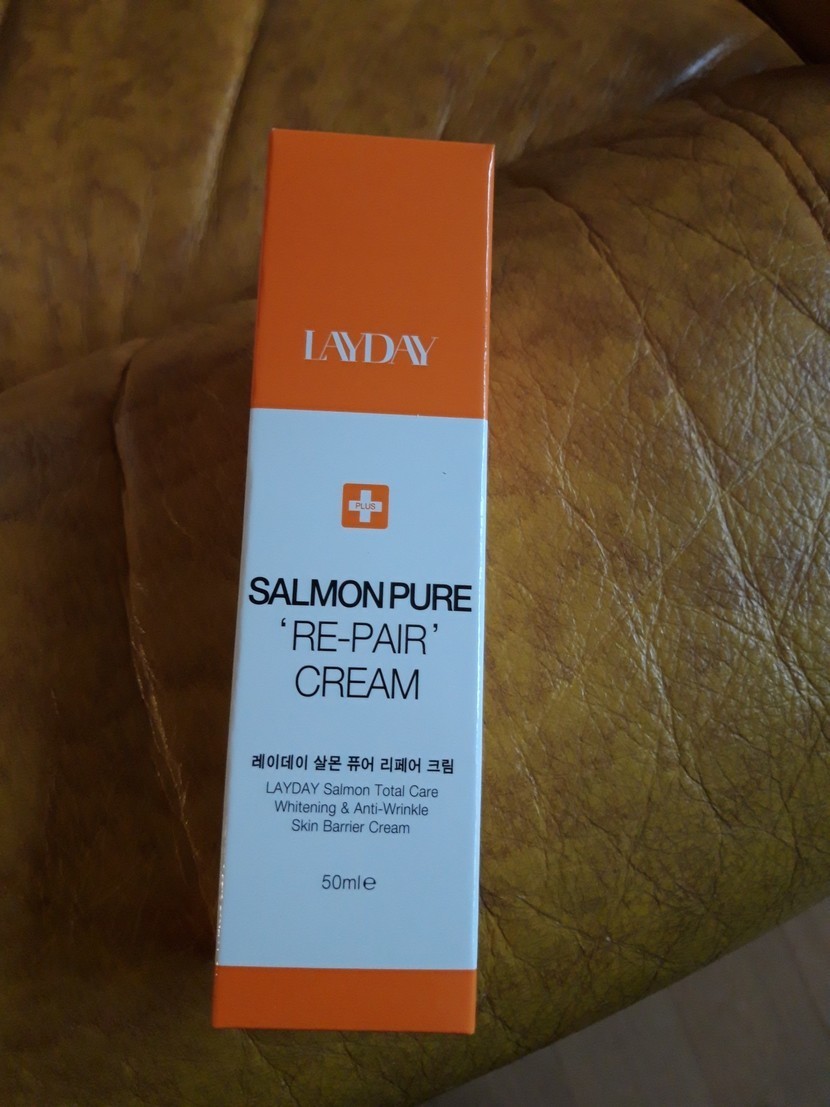 LAYDAY
PLUS
SALMON PURE
‘RE-PAIR’
CREAM
레이데이 살몬 퓨어 리페어 크림
LAYDAY Salmon Total Care
Whitening & Anti-Wrinkle
Skin Barrier Cream
50ml℮